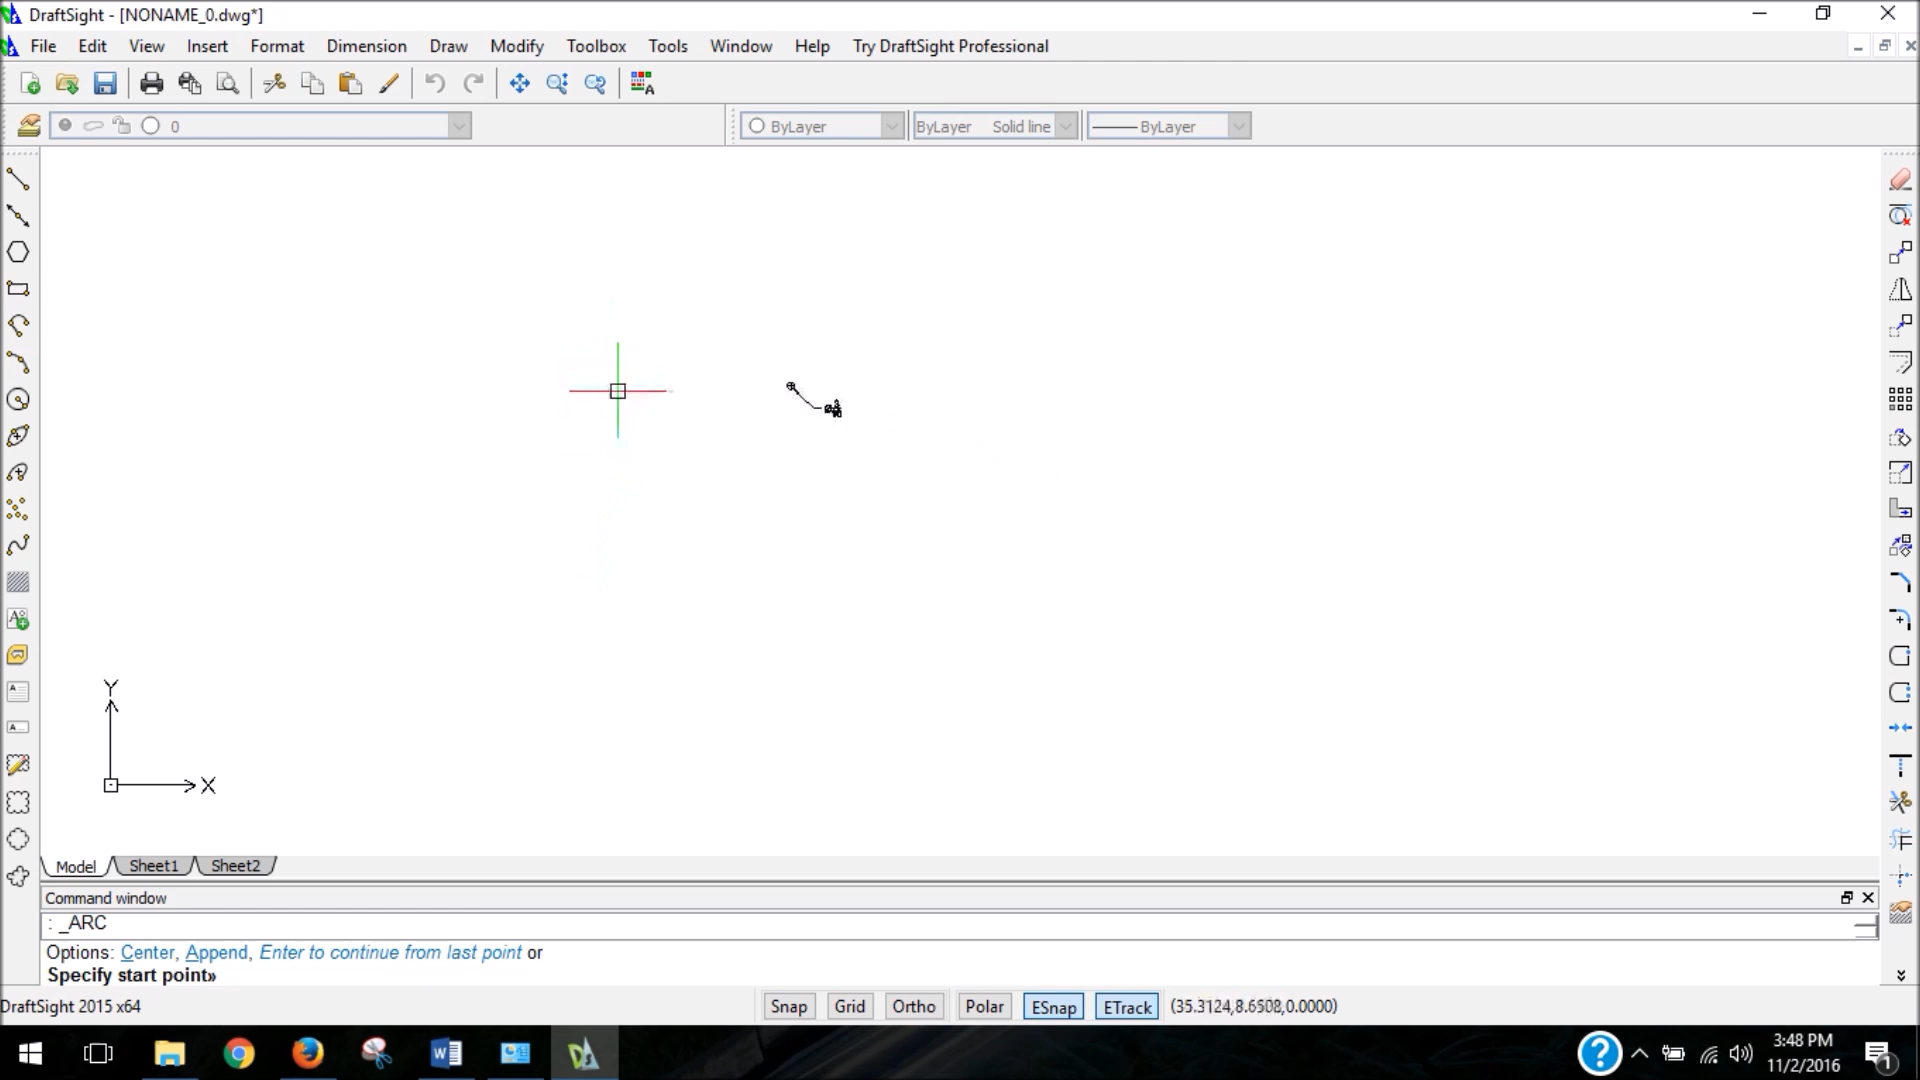 DraftSight - [NONAME_0.dwg*]
File Edit View Insert Format Dimension Draw Modify Toolbox Tools Window Help Try DraftSight Professional
0 ByLayer ByLayer Solid line ByLayer
Y
X
Model Sheet1 Sheet2
Command window
: _ARC
Options: Center, Append, Enter to continue from last point or
Specify start point»
DraftSight 2015 x64 Snap Grid Ortho Polar ESnap ETrack (35.3124,8.6508,0.0000)
3:48 PM
11/2/2016
1